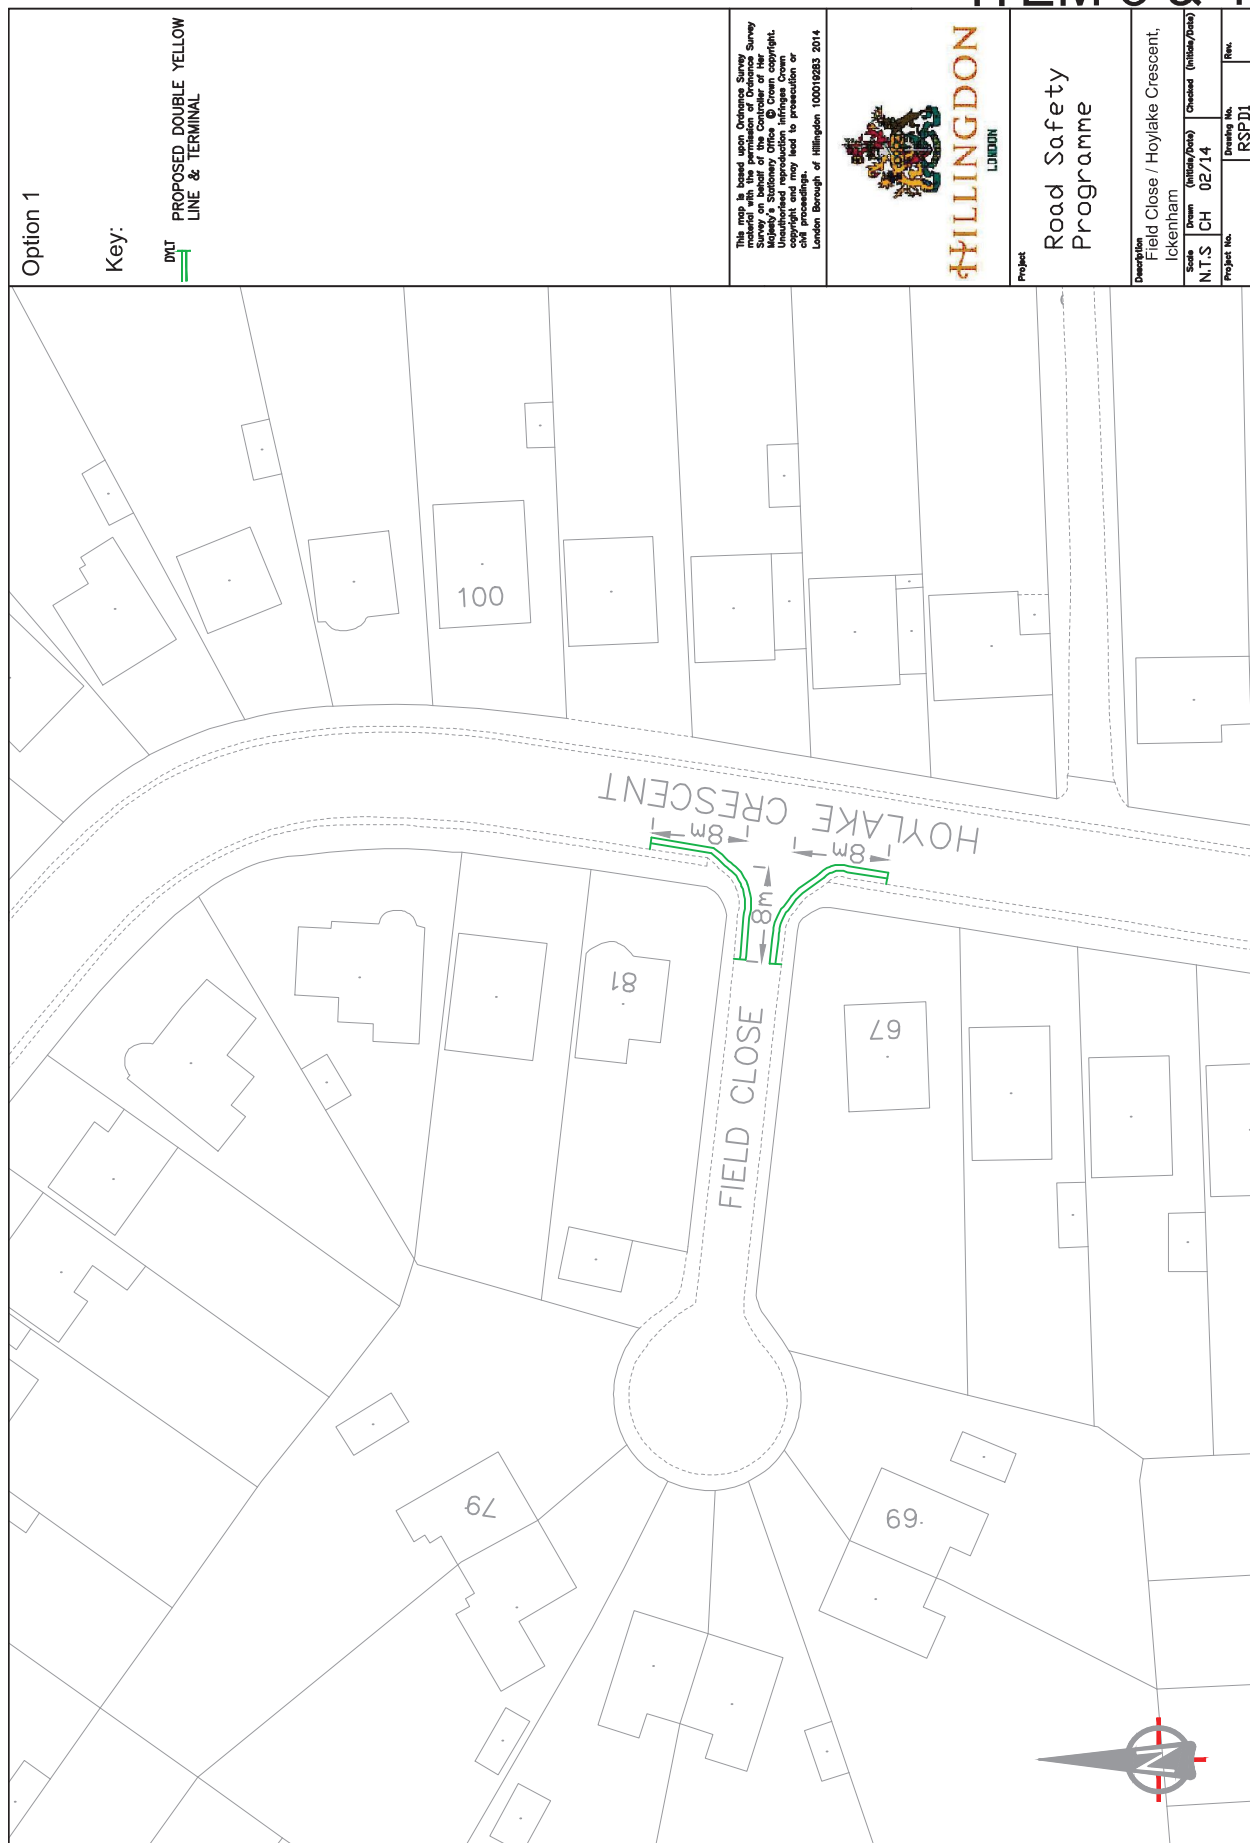 Option 1
Key:
DYLT
PROPOSED DOUBLE YELLOW
LINE & TERMINAL
This map is based upon Ordnance Survey
material with the permission of Ordnance Survey
Survey on behalf of the Controller of Her
Majesty's Stationery Office © Crown copyright.
Unauthorised reproduction infringes Crown
copyright and may lead to prosecution or
civil proceedings.
London Borough of Hillingdon 100019283 2014
HILLINGDON
LONDON
Project
Road Safety
Programme
Description
Field Close / Hoylake Crescent,
Ickenham
Scale
N.T.S
Drawn (Initials/Date)
CH 02/14
Checked (Initials/Date)
Project No.
Drawing No.
RSPD1
Rev.
100
HOYLAKE CRESCENT
8m
8m
8m
81
67
FIELD CLOSE
79
69
N